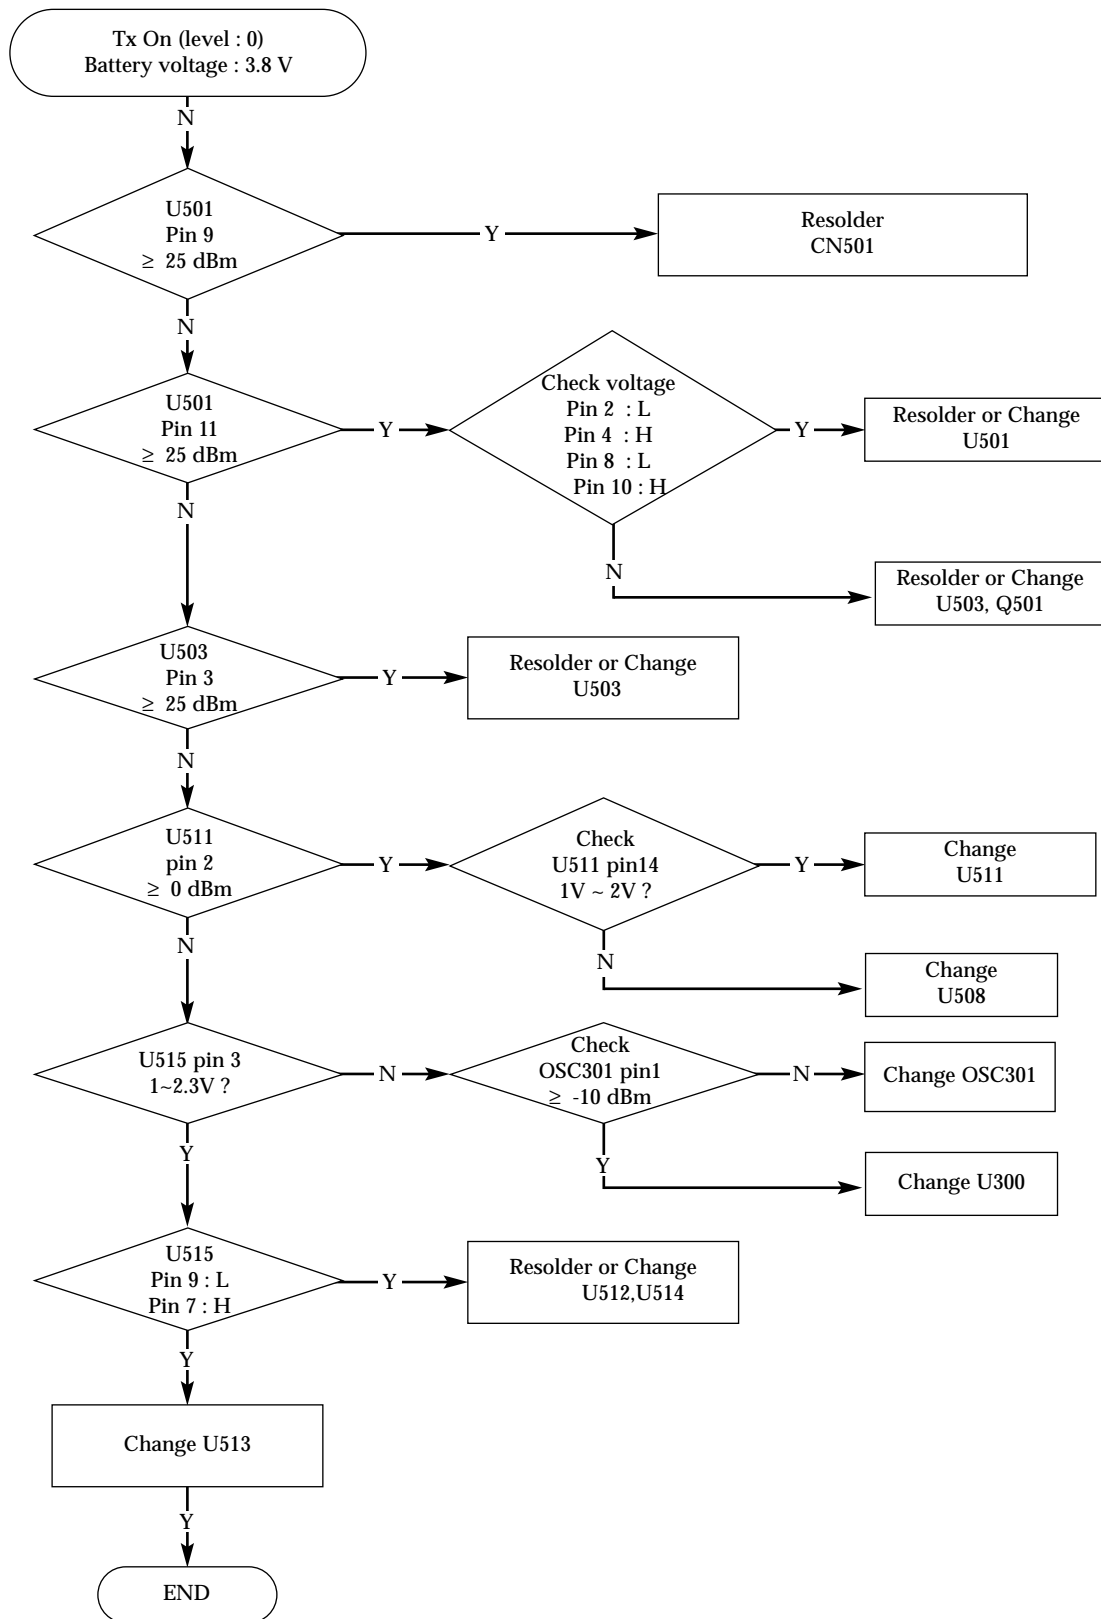 Tx On (level : 0)
Battery voltage : 3.8 V
N
U501
Pin 9
≥ 25 dBm
Y
Resolder
CN501
N
U501
Pin 11
≥ 25 dBm
Y
Check voltage
Pin 2 : L
Pin 4 : H
Pin 8 : L
Pin 10 : H
Y
Resolder or Change
U501
N
N
Resolder or Change
U503, Q501
U503
Pin 3
≥ 25 dBm
Y
Resolder or Change
U503
N
U511
pin 2
≥ 0 dBm
Y
Check
U511 pin14
1V ~ 2V ?
Y
Change
U511
N
N
Change
U508
U515 pin 3
1~2.3V ?
N
Check
OSC301 pin1
≥ -10 dBm
N
Change OSC301
Y
Y
Change U300
U515
Pin 9 : L
Pin 7 : H
Y
Resolder or Change
U512,U514
Y
Change U513
Y
END